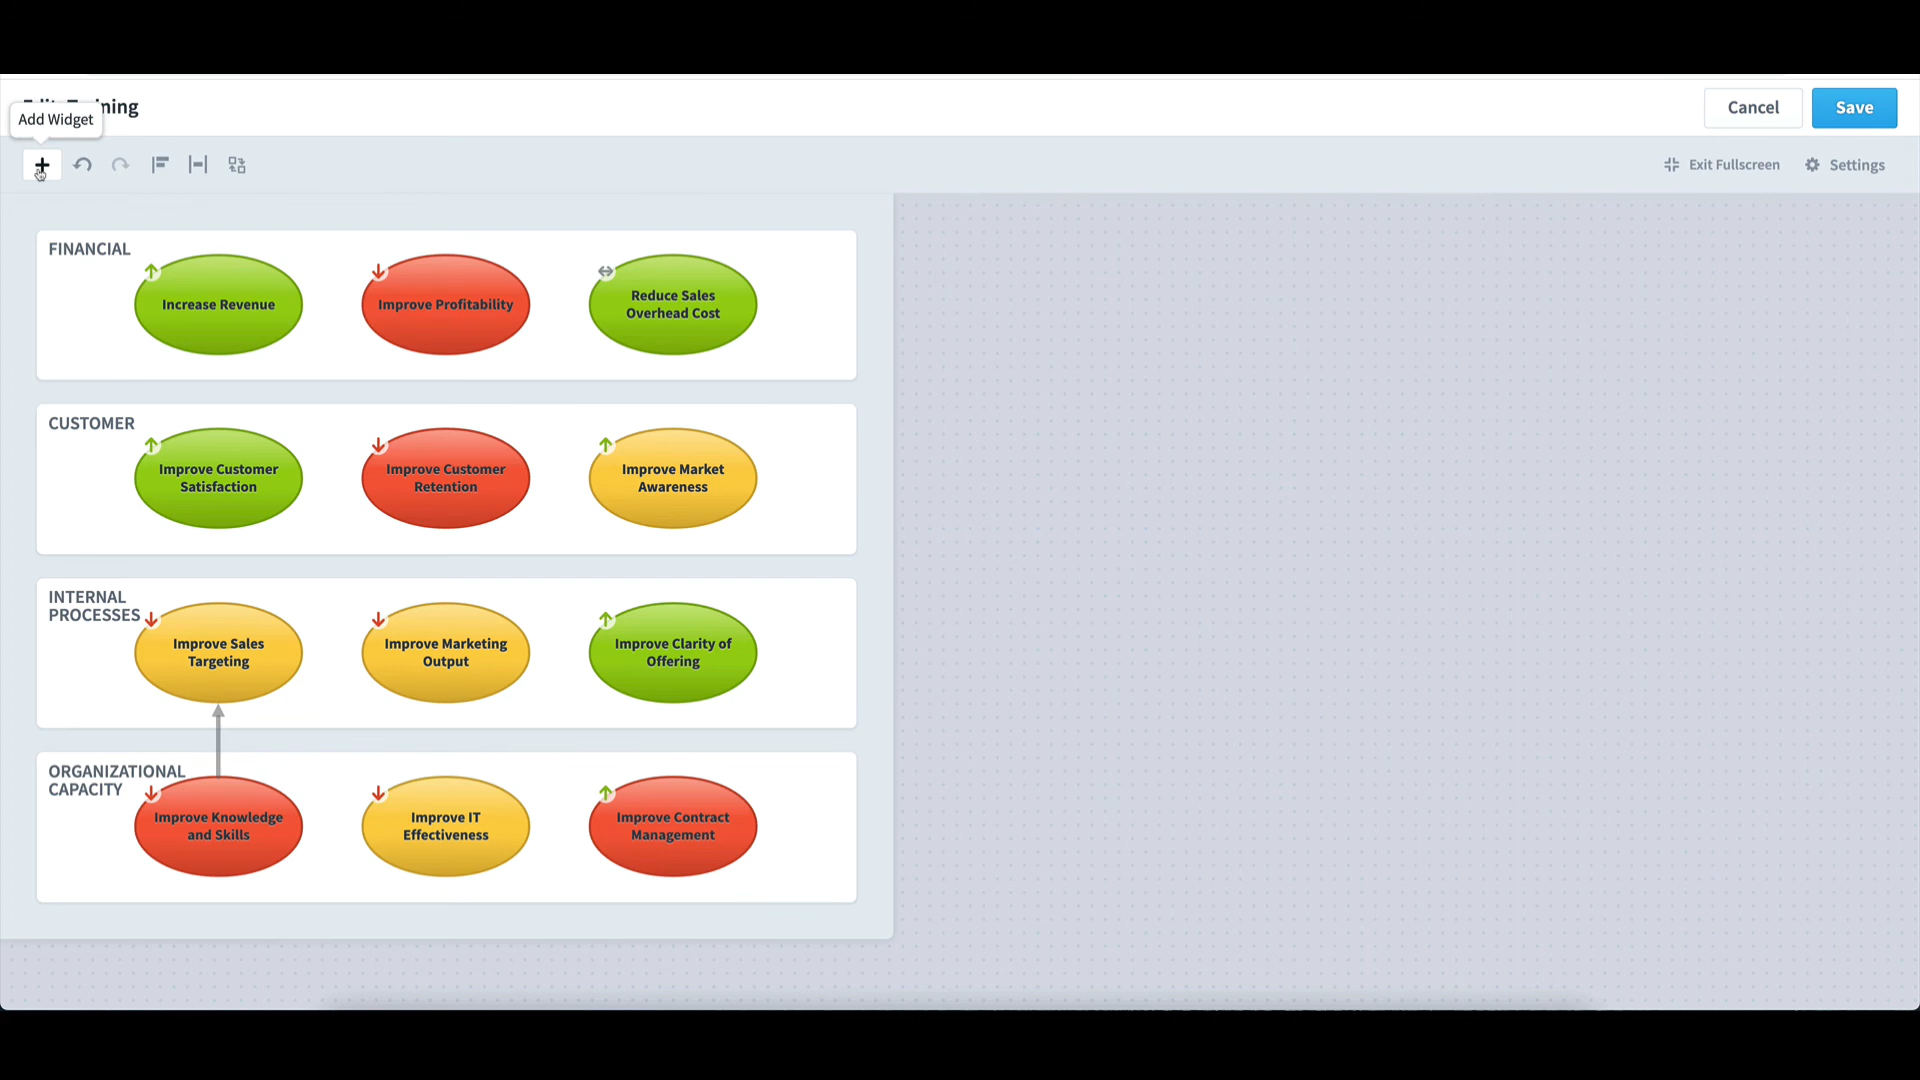 ning
Add Widget
Cancel
Save
Exit Fullscreen
Settings
FINANCIAL
Increase Revenue
Improve Profitability
Reduce Sales
Overhead Cost
CUSTOMER
Improve Customer
Satisfaction
Improve Customer
Retention
Improve Market
Awareness
INTERNAL
PROCESSES
Improve Sales
Targeting
Improve Marketing
Output
Improve Clarity of
Offering
ORGANIZATIONAL
CAPACITY
Improve Knowledge
and Skills
Improve IT
Effectiveness
Improve Contract
Management